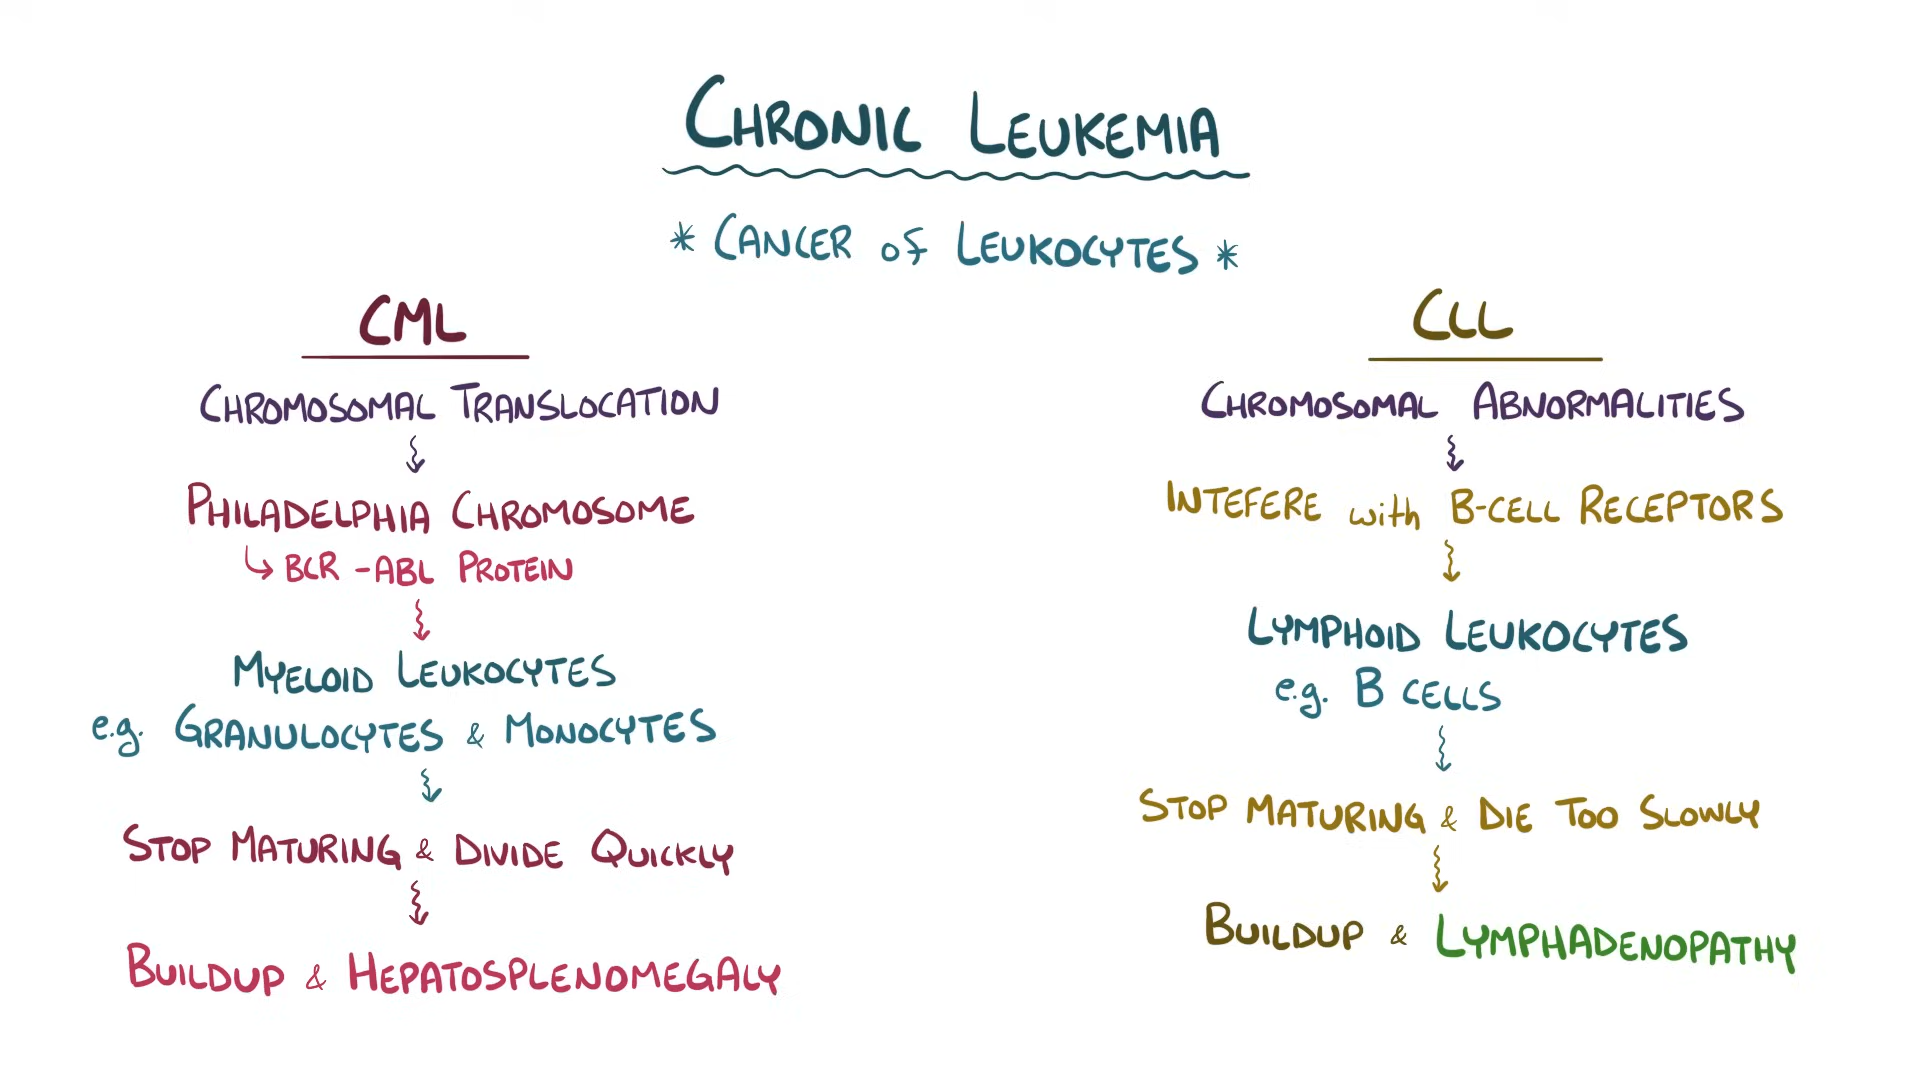 CHRONIC LEUKEMIA
* CANCER OF LEUKOCYTES *
CML
CHROMOSOMAL TRANSLOCATION
PHILADELPHIA CHROMOSOME
BCR-ABL PROTEIN
MYELOID LEUKOCYTES
e.g. GRANULOCYTES & MONOCYTES
STOP MATURING & DIVIDE QUICKLY
BUILDUP & HEPATOSPLENOMEGALY
CLL
CHROMOSOMAL ABNORMALITIES
INTEFERE with B-CELL RECEPTORS
LYMPHOID LEUKOCYTES
e.g. B CELLS
STOP MATURING & DIE TOO SLOWLY
BUILDUP & LYMPHADENOPATHY